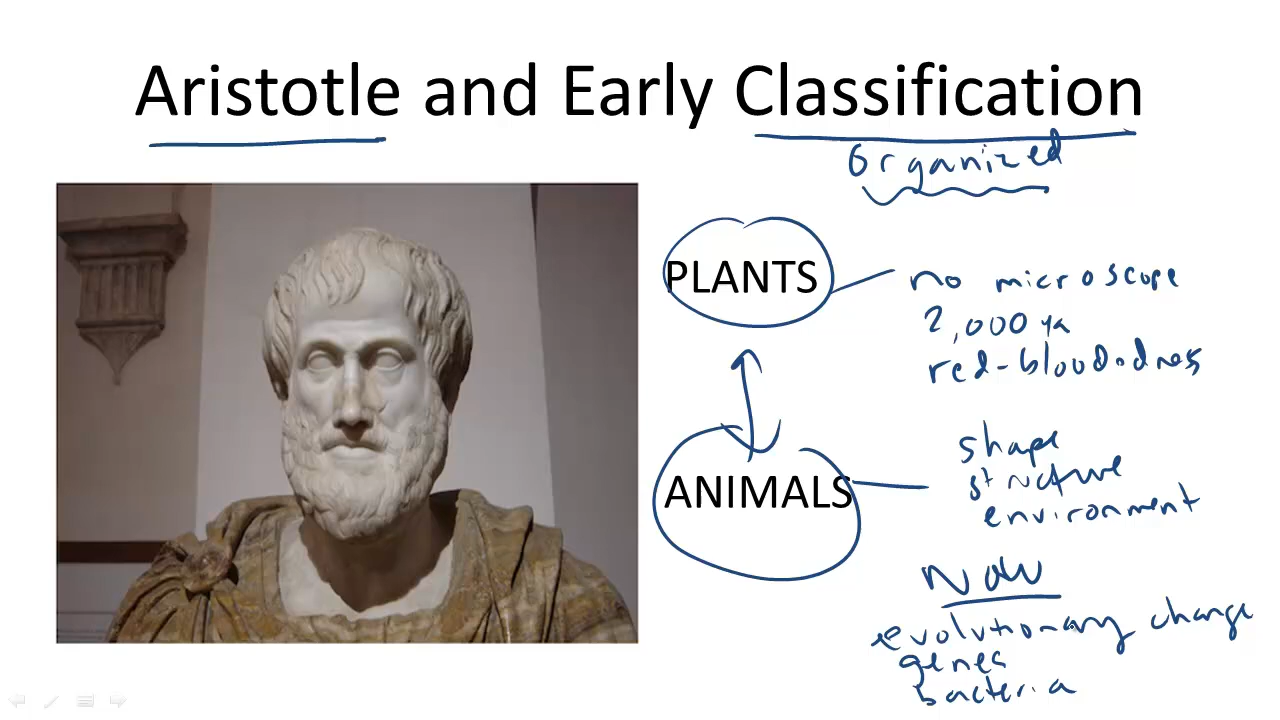 Aristotle and Early Classification
organized
PLANTS
no microscope
2,000 ya
red-bloodedness
ANIMALS
shape
structure
environment
Now
evolutionary change
genes
bacteria